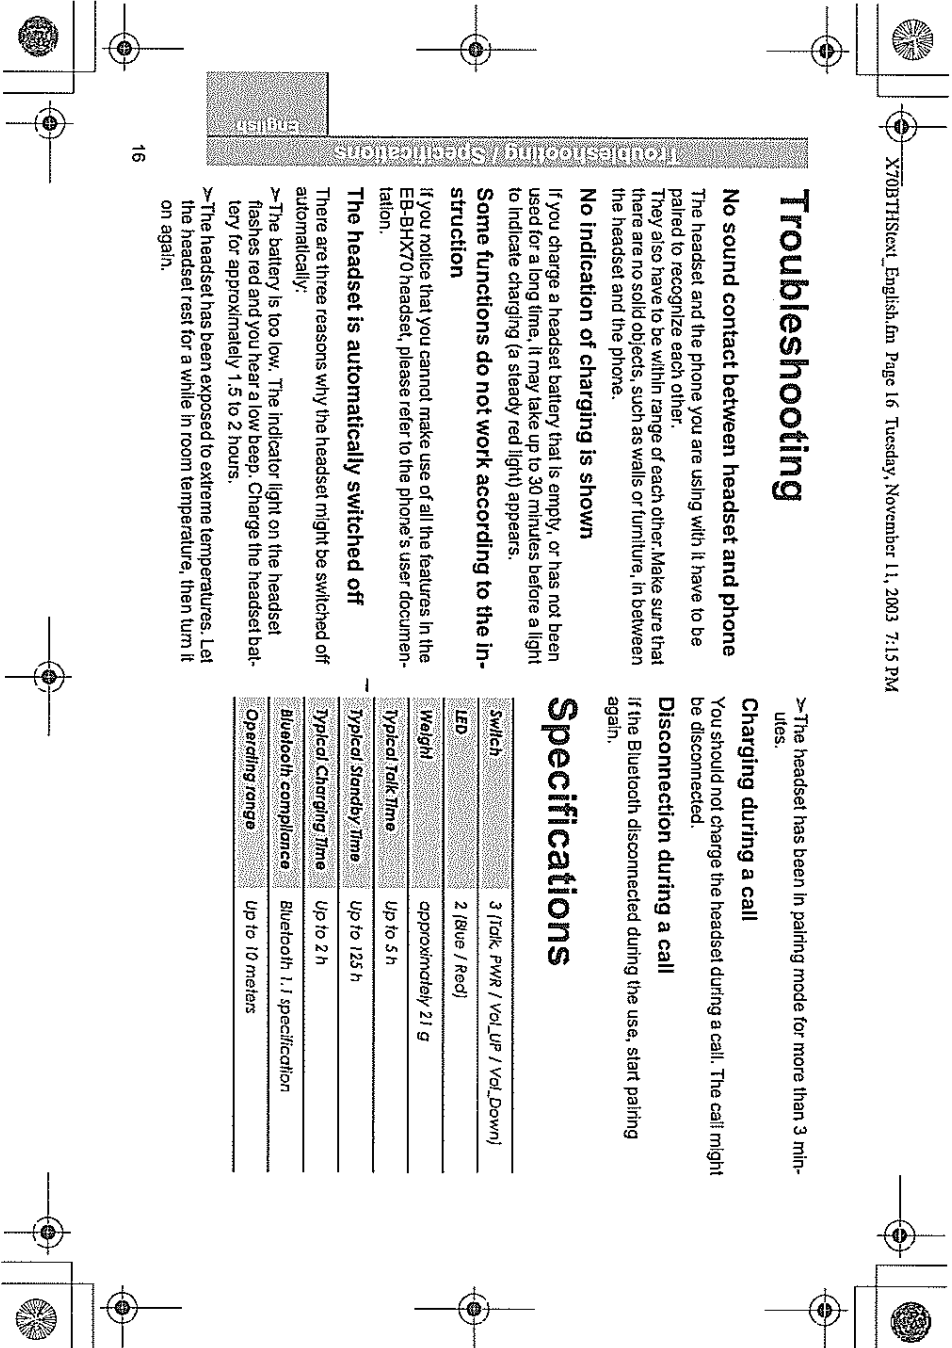 X70BTHStext_English.fm Page 16 Tuesday, November 11, 2003 7:15 PM
Troubleshooting / Specifications
English
Troubleshooting
No sound contact between headset and phone
The headset and the phone you are using with it have to be
paired to recognize each other.
They also have to be within range of each other.Make sure that
there are no solid objects, such as walls or furniture, in between
the headset and the phone.
No indication of charging is shown
If you charge a headset battery that is empty, or has not been
used for a long time, it may take up to 30 minutes before a light
to indicate charging (a steady red light) appears.
Some functions do not work according to the in-
struction
If you notice that you cannot make use of all the features in the
EB-BHX70 headset, please refer to the phone's user documen-
tation.
The headset is automatically switched off
There are three reasons why the headset might be switched off
automatically:
>The battery is too low. The indicator light on the headset
flashes red and you hear a low beep. Charge the headset bat-
tery for approximately 1.5 to 2 hours.
>The headset has been exposed to extreme temperatures. Let
the headset rest for a while in room temperature, then turn it
on again.
>The headset has been in pairing mode for more than 3 min-
utes.
Charging during a call
You should not charge the headset during a call. The call might
be disconnected.
Disconnection during a call
If the Bluetooth disconnected during the use, start pairing
again.
Specifications
Switch 3 (Talk, PWR / Vol_UP / Vol_Down)
LED 2 (Blue / Red)
Weight approximately 21 g
Typical Talk Time Up to 5 h
Typical Standby Time Up to 125 h
Typical Charging Time Up to 2 h
Bluetooth compliance Bluetooth 1.1 specification
Operating range Up to 10 meters
16